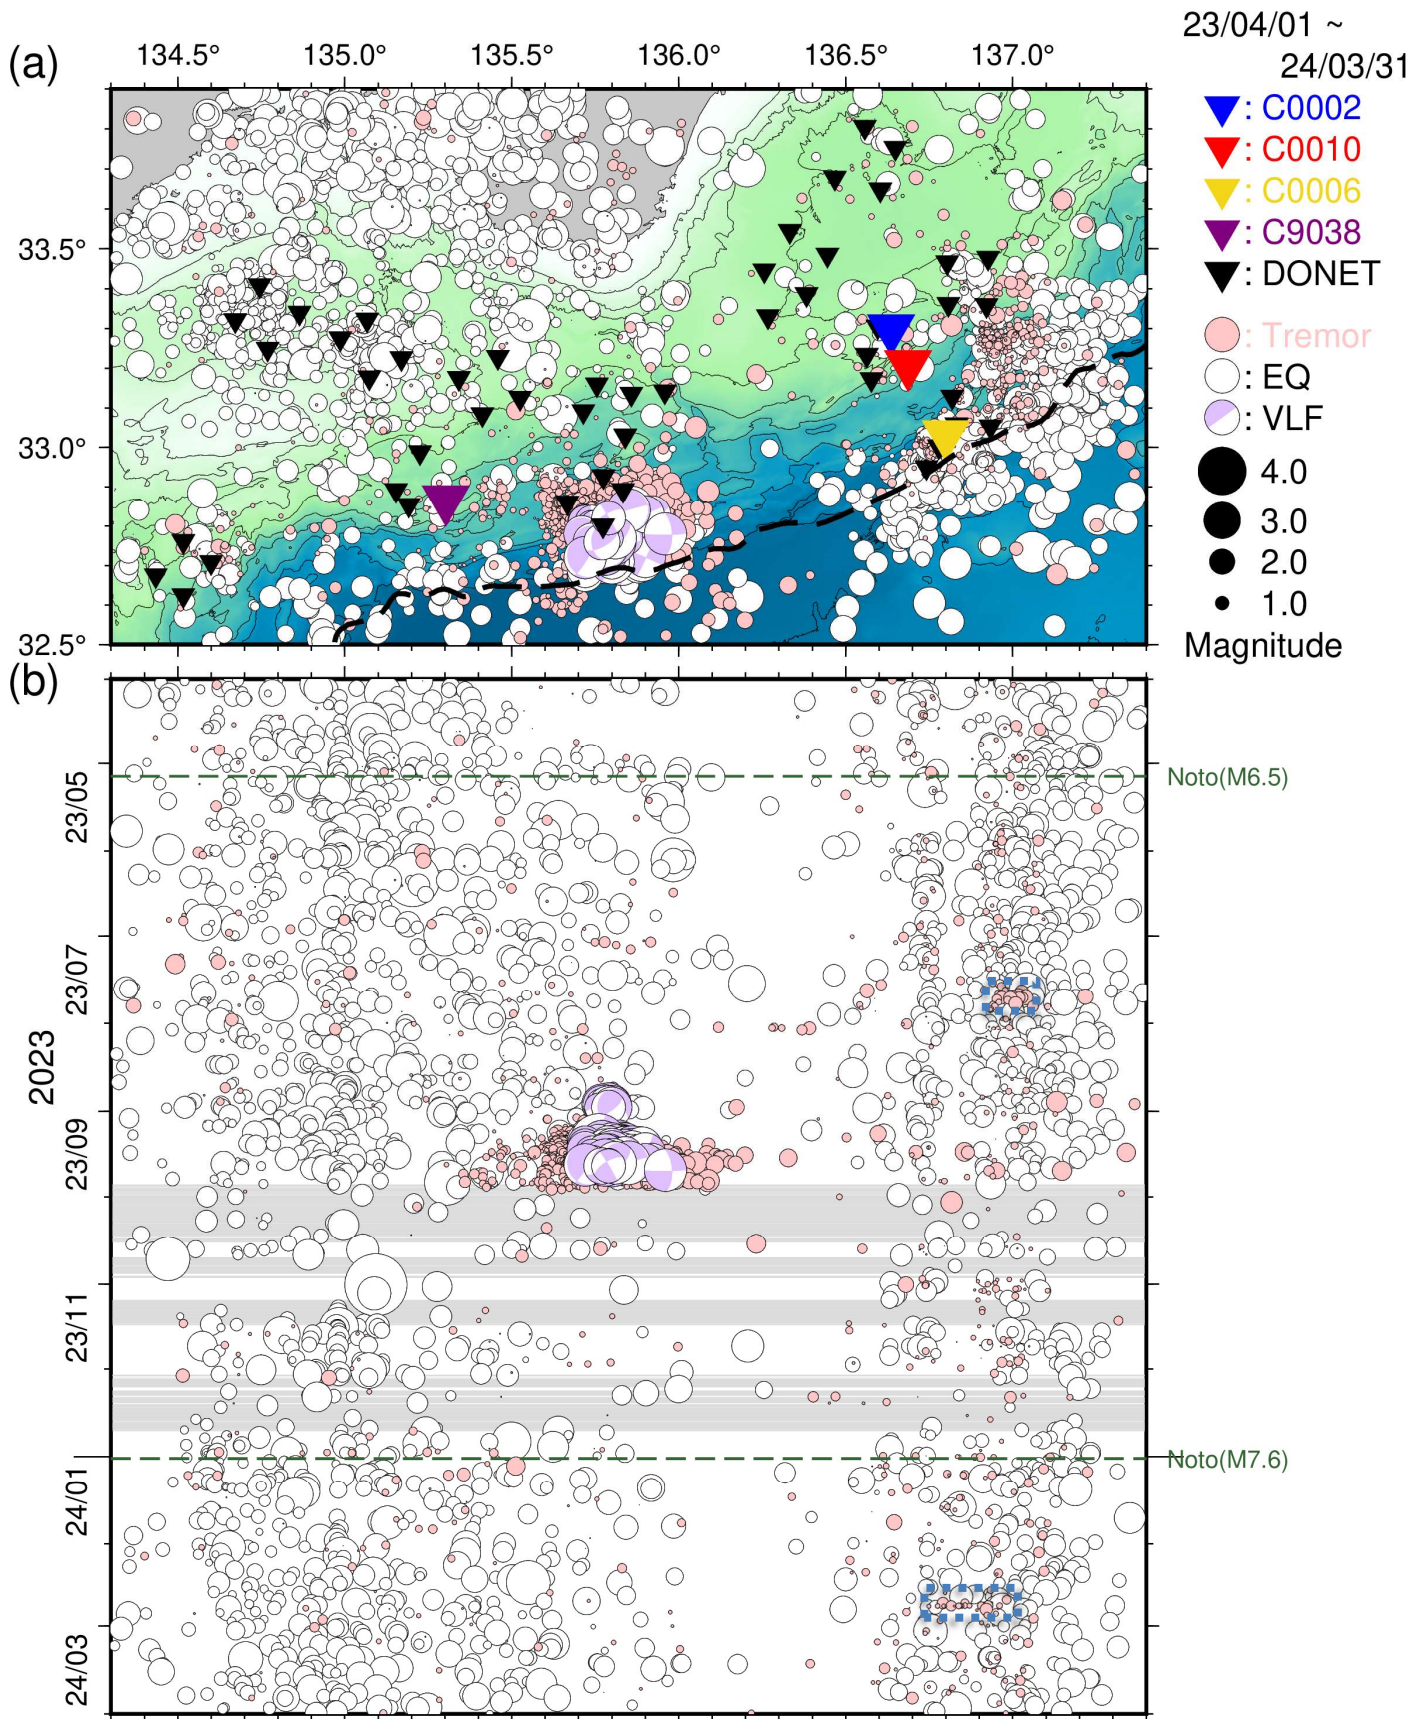 (a)
134.5° 135.0° 135.5° 136.0° 136.5° 137.0°
23/04/01 ~
24/03/31
: C0002
: C0010
: C0006
: C9038
: DONET
: Tremor
: EQ
: VLF
4.0
3.0
2.0
1.0
Magnitude
33.5°
33.0°
32.5°
(b)
Noto(M6.5)
23/05
23/07
2023
23/09
23/11
Noto(M7.6)
24/01
24/03